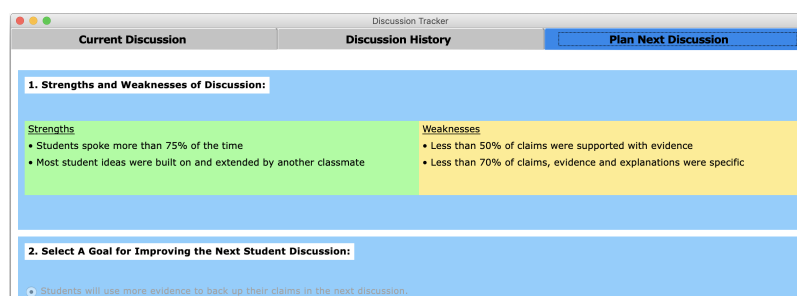 Discussion Tracker
Current Discussion
Discussion History
Plan Next Discussion
1. Strengths and Weaknesses of Discussion:
Strengths
• Students spoke more than 75% of the time
• Most student ideas were built on and extended by another classmate
Weaknesses
• Less than 50% of claims were supported with evidence
• Less than 70% of claims, evidence and explanations were specific
2. Select A Goal for Improving the Next Student Discussion:
Students will use more evidence to back up their claims in the next discussion.